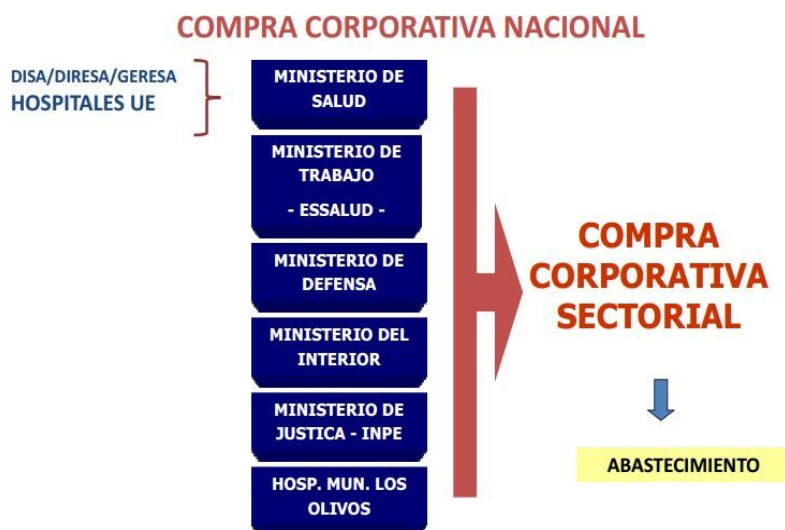 COMPRA CORPORATIVA NACIONAL
DISA/DIRESA/GERESA
HOSPITALES UE
MINISTERIO DE
SALUD
MINISTERIO DE
TRABAJO
- ESSALUD -
MINISTERIO DE
DEFENSA
MINISTERIO DEL
INTERIOR
MINISTERIO DE
JUSTICA - INPE
HOSP. MUN. LOS
OLIVOS
COMPRA
CORPORATIVA
SECTORIAL
ABASTECIMIENTO